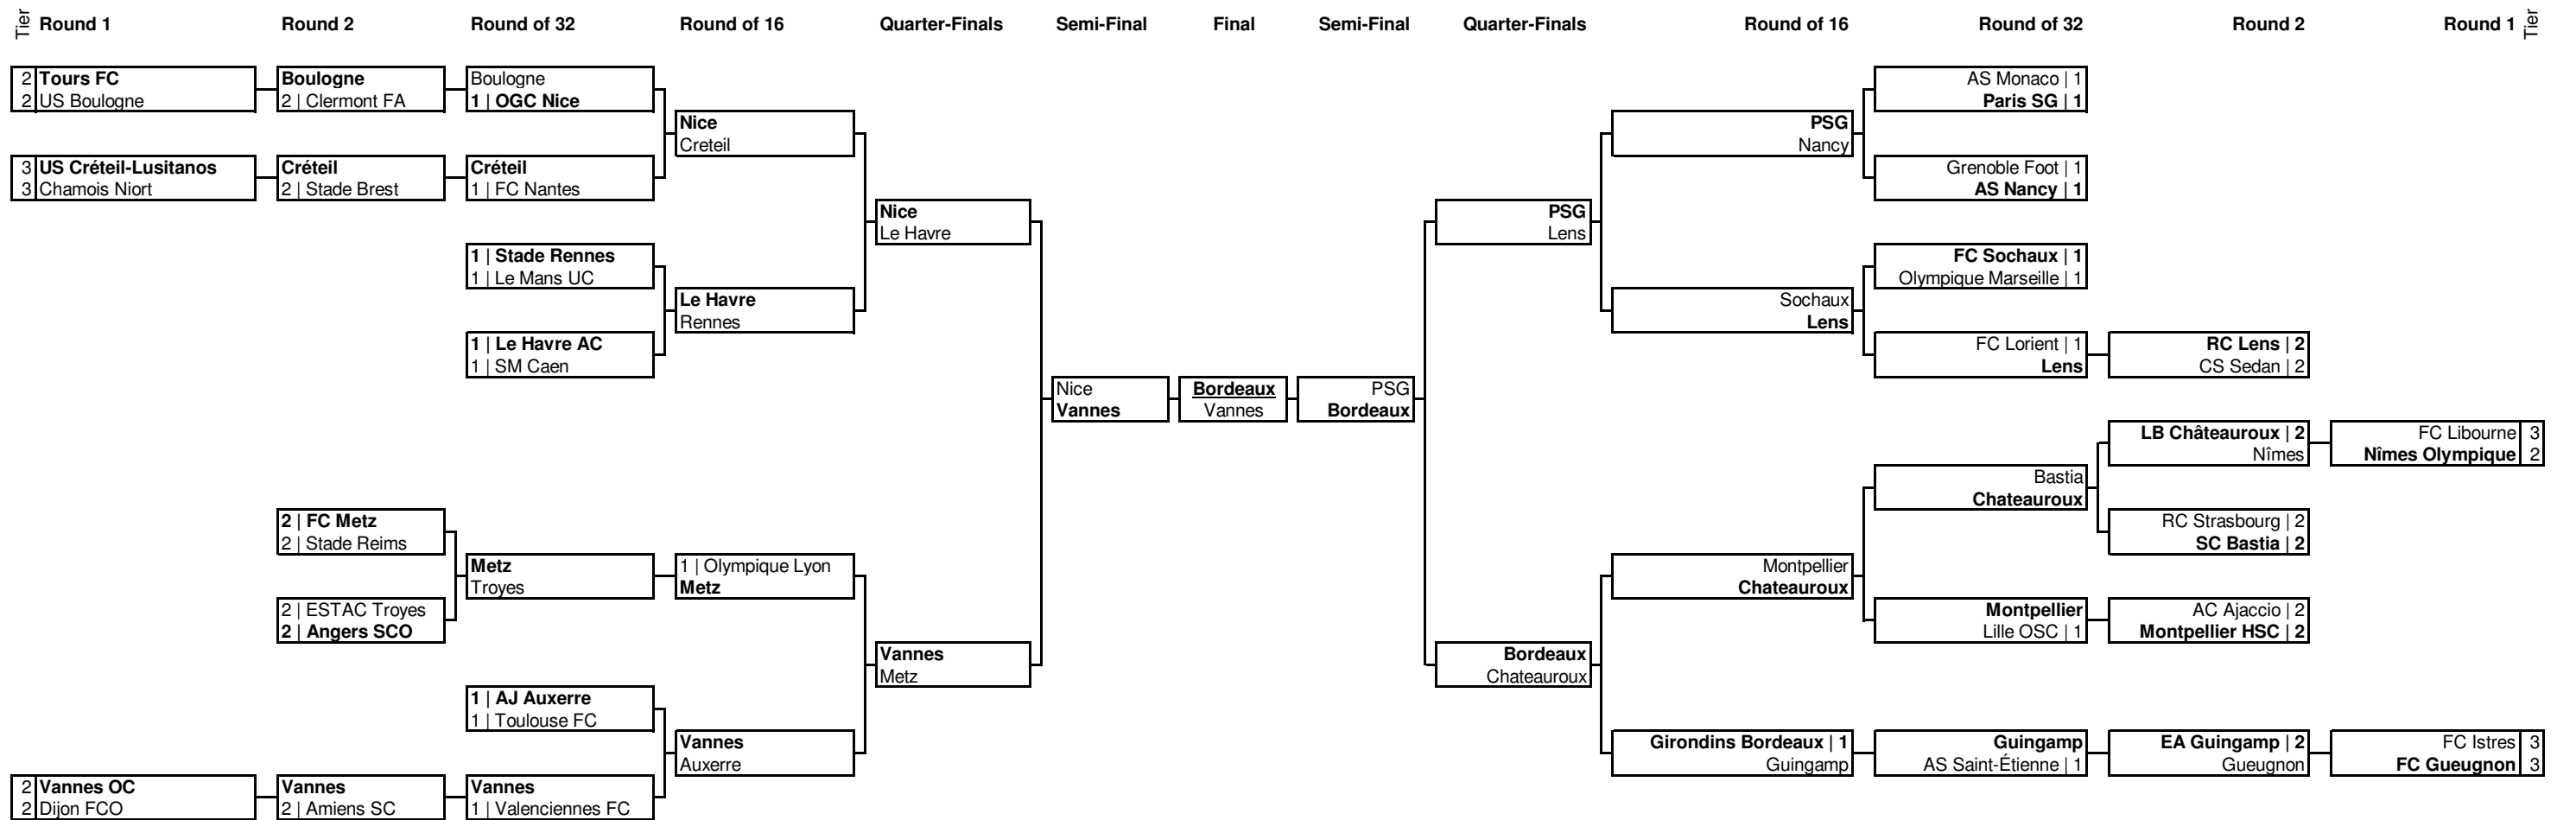 Tier Round 1 Round 2 Round of 32 Round of 16 Quarter-Finals Semi-Final Final Semi-Final Quarter-Finals Round of 16 Round of 32 Round 2 Round 1 Tier
2 Tours FC Boulogne Boulogne AS Monaco | 1
2 US Boulogne 2 | Clermont FA 1 | OGC Nice Paris SG | 1
Nice PSG
Creteil Nancy
3 US Créteil-Lusitanos Créteil Créteil Grenoble Foot | 1
3 Chamois Niort 2 | Stade Brest 1 | FC Nantes AS Nancy | 1
Nice PSG
Le Havre Lens
1 | Stade Rennes FC Sochaux | 1
1 | Le Mans UC Olympique Marseille | 1
Le Havre Sochaux
Rennes Lens
1 | Le Havre AC FC Lorient | 1 RC Lens | 2
1 | SM Caen Lens CS Sedan | 2
Nice Bordeaux PSG
Vannes Vannes Bordeaux
LB Châteauroux | 2 FC Libourne 3
Nîmes Nîmes Olympique 2
Bastia
Chateauroux
2 | FC Metz RC Strasbourg | 2
2 | Stade Reims SC Bastia | 2
Metz 1 | Olympique Lyon Montpellier
Troyes Metz Chateauroux
2 | ESTAC Troyes Montpellier AC Ajaccio | 2
2 | Angers SCO Lille OSC | 1 Montpellier HSC | 2
Vannes Bordeaux
Metz Chateauroux
1 | AJ Auxerre
1 | Toulouse FC
Vannes Girondins Bordeaux | 1 Guingamp EA Guingamp | 2 FC Istres 3
Auxerre Guingamp AS Saint-Étienne | 1 Gueugnon FC Gueugnon 3
2 Vannes OC Vannes Vannes
2 Dijon FCO 2 | Amiens SC 1 | Valenciennes FC